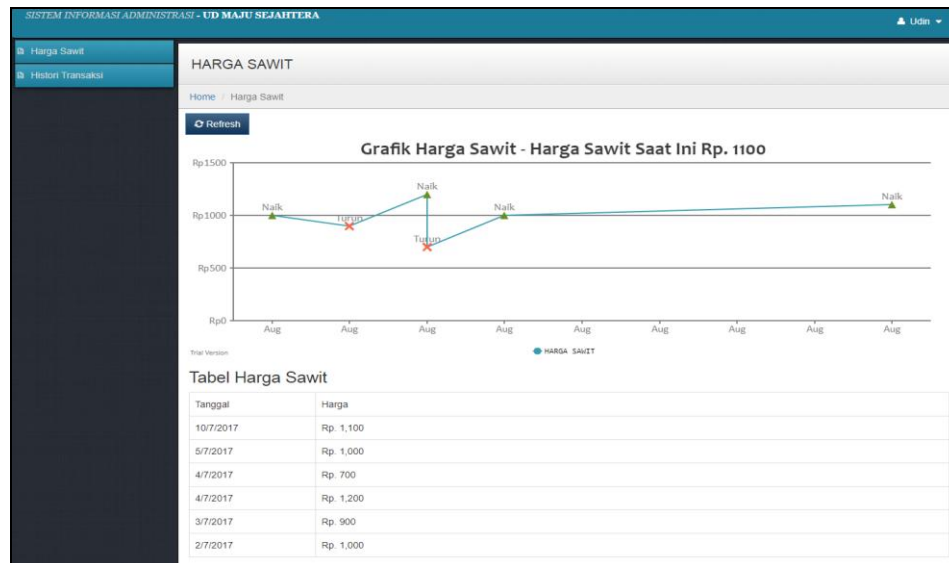 SISTEM INFORMASI ADMINISTRASI - UD MAJU SEJAHTERA
Udin
Harga Sawit
Histori Transaksi
HARGA SAWIT
Home / Harga Sawit
Refresh
Grafik Harga Sawit - Harga Sawit Saat Ini Rp. 1100
Rp1500
Naik
Naik
Turun
Naik
Naik
Rp1000
Turun
Rp500
Rp0
Aug Aug Aug Aug Aug Aug Aug Aug Aug
Trial Version
HARGA SAWIT
Tabel Harga Sawit
Tanggal Harga
10/7/2017 Rp. 1,100
5/7/2017 Rp. 1,000
4/7/2017 Rp. 700
4/7/2017 Rp. 1,200
3/7/2017 Rp. 900
2/7/2017 Rp. 1,000